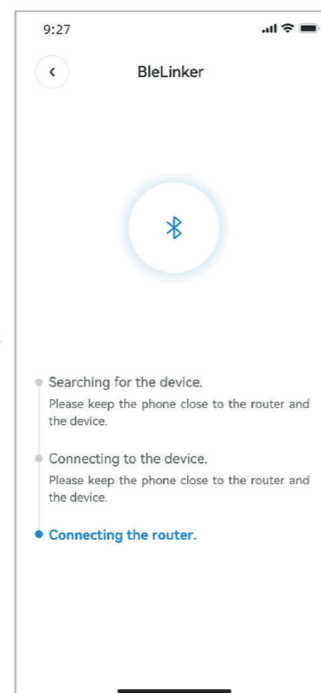 9:27
BleLinker
Searching for the device.
Please keep the phone close to the router and
the device.
Connecting to the device.
Please keep the phone close to the router and
the device.
Connecting the router.